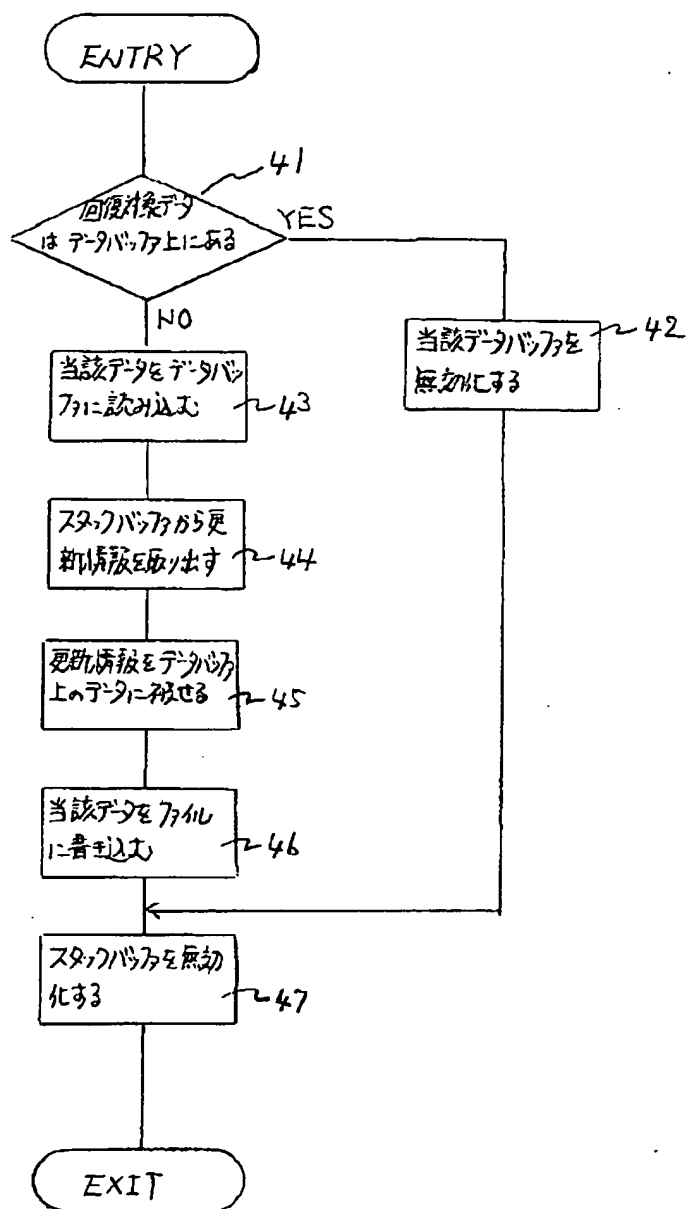 ENTRY
41
回復対象データ
は データバッファ上にある
YES
NO
当該データバッファを
無効化する
42
当該データをデータバッ
ファに読み込む
43
スタックバッファから更
新情報を取り出す
44
更新情報をデータバッファ
上のデータに被せる
45
当該データをファイル
に書き込む
46
スタックバッファを無効
化する
47
EXIT